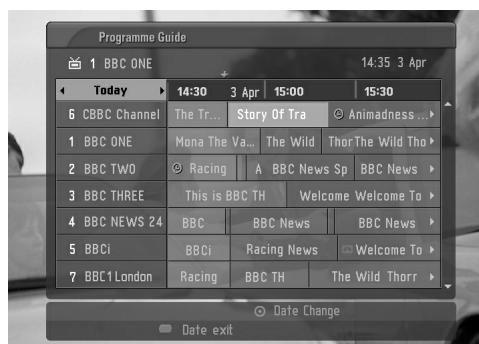 Programme Guide
1 BBC ONE 14:35 3 Apr
Today 14:30 3 Apr 15:00 15:30
6 CBBC Channel The Tr... Story Of Tra Animadness ...
1 BBC ONE Mona The Va... The Wild ThorThe Wild Tho
2 BBC TWO Racing A BBC News Sp BBC News
3 BBC THREE This is BBC TH Welcome Welcome To
4 BBC NEWS 24 BBC BBC News BBC News
5 BBCi BBCi Racing News Welcome To
7 BBC1London Racing BBC TH The Wild Thorr
Date Change
Date exit